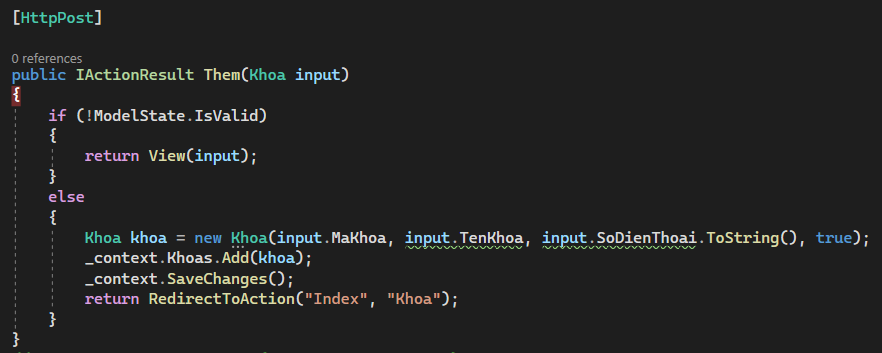 [HttpPost]
0 references
public IActionResult Them(Khoa input)
{
if (!ModelState.IsValid)
{
return View(input);
}
else
{
Khoa khoa = new Khoa(input.MaKhoa, input.TenKhoa, input.SoDienThoai.ToString(), true);
_context.Khoas.Add(khoa);
_context.SaveChanges();
return RedirectToAction("Index", "Khoa");
}
}